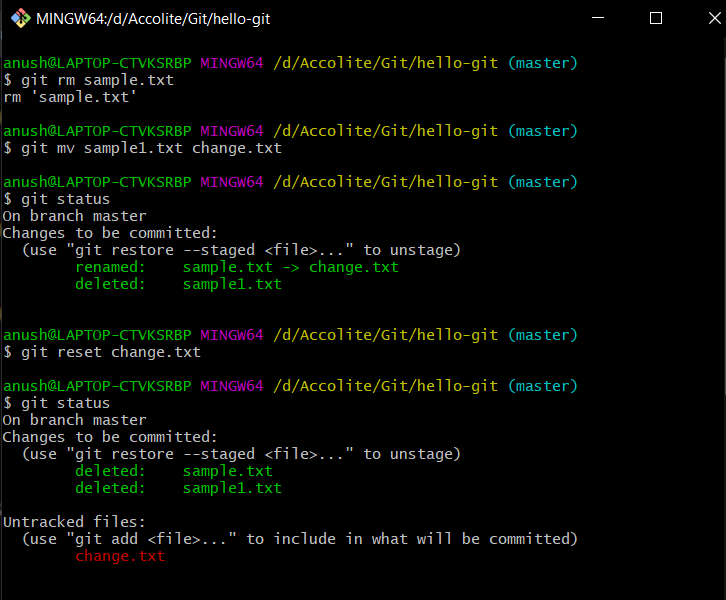 MINGW64:/d/Accolite/Git/hello-git
anush@LAPTOP-CTVKSRBP MINGW64 /d/Accolite/Git/hello-git (master)
$ git rm sample.txt
rm 'sample.txt'
anush@LAPTOP-CTVKSRBP MINGW64 /d/Accolite/Git/hello-git (master)
$ git mv sample1.txt change.txt
anush@LAPTOP-CTVKSRBP MINGW64 /d/Accolite/Git/hello-git (master)
$ git status
On branch master
Changes to be committed:
  (use "git restore --staged <file>..." to unstage)
        renamed:    sample.txt -> change.txt
        deleted:    sample1.txt
anush@LAPTOP-CTVKSRBP MINGW64 /d/Accolite/Git/hello-git (master)
$ git reset change.txt
anush@LAPTOP-CTVKSRBP MINGW64 /d/Accolite/Git/hello-git (master)
$ git status
On branch master
Changes to be committed:
  (use "git restore --staged <file>..." to unstage)
        deleted:    sample.txt
        deleted:    sample1.txt
Untracked files:
  (use "git add <file>..." to include in what will be committed)
        change.txt